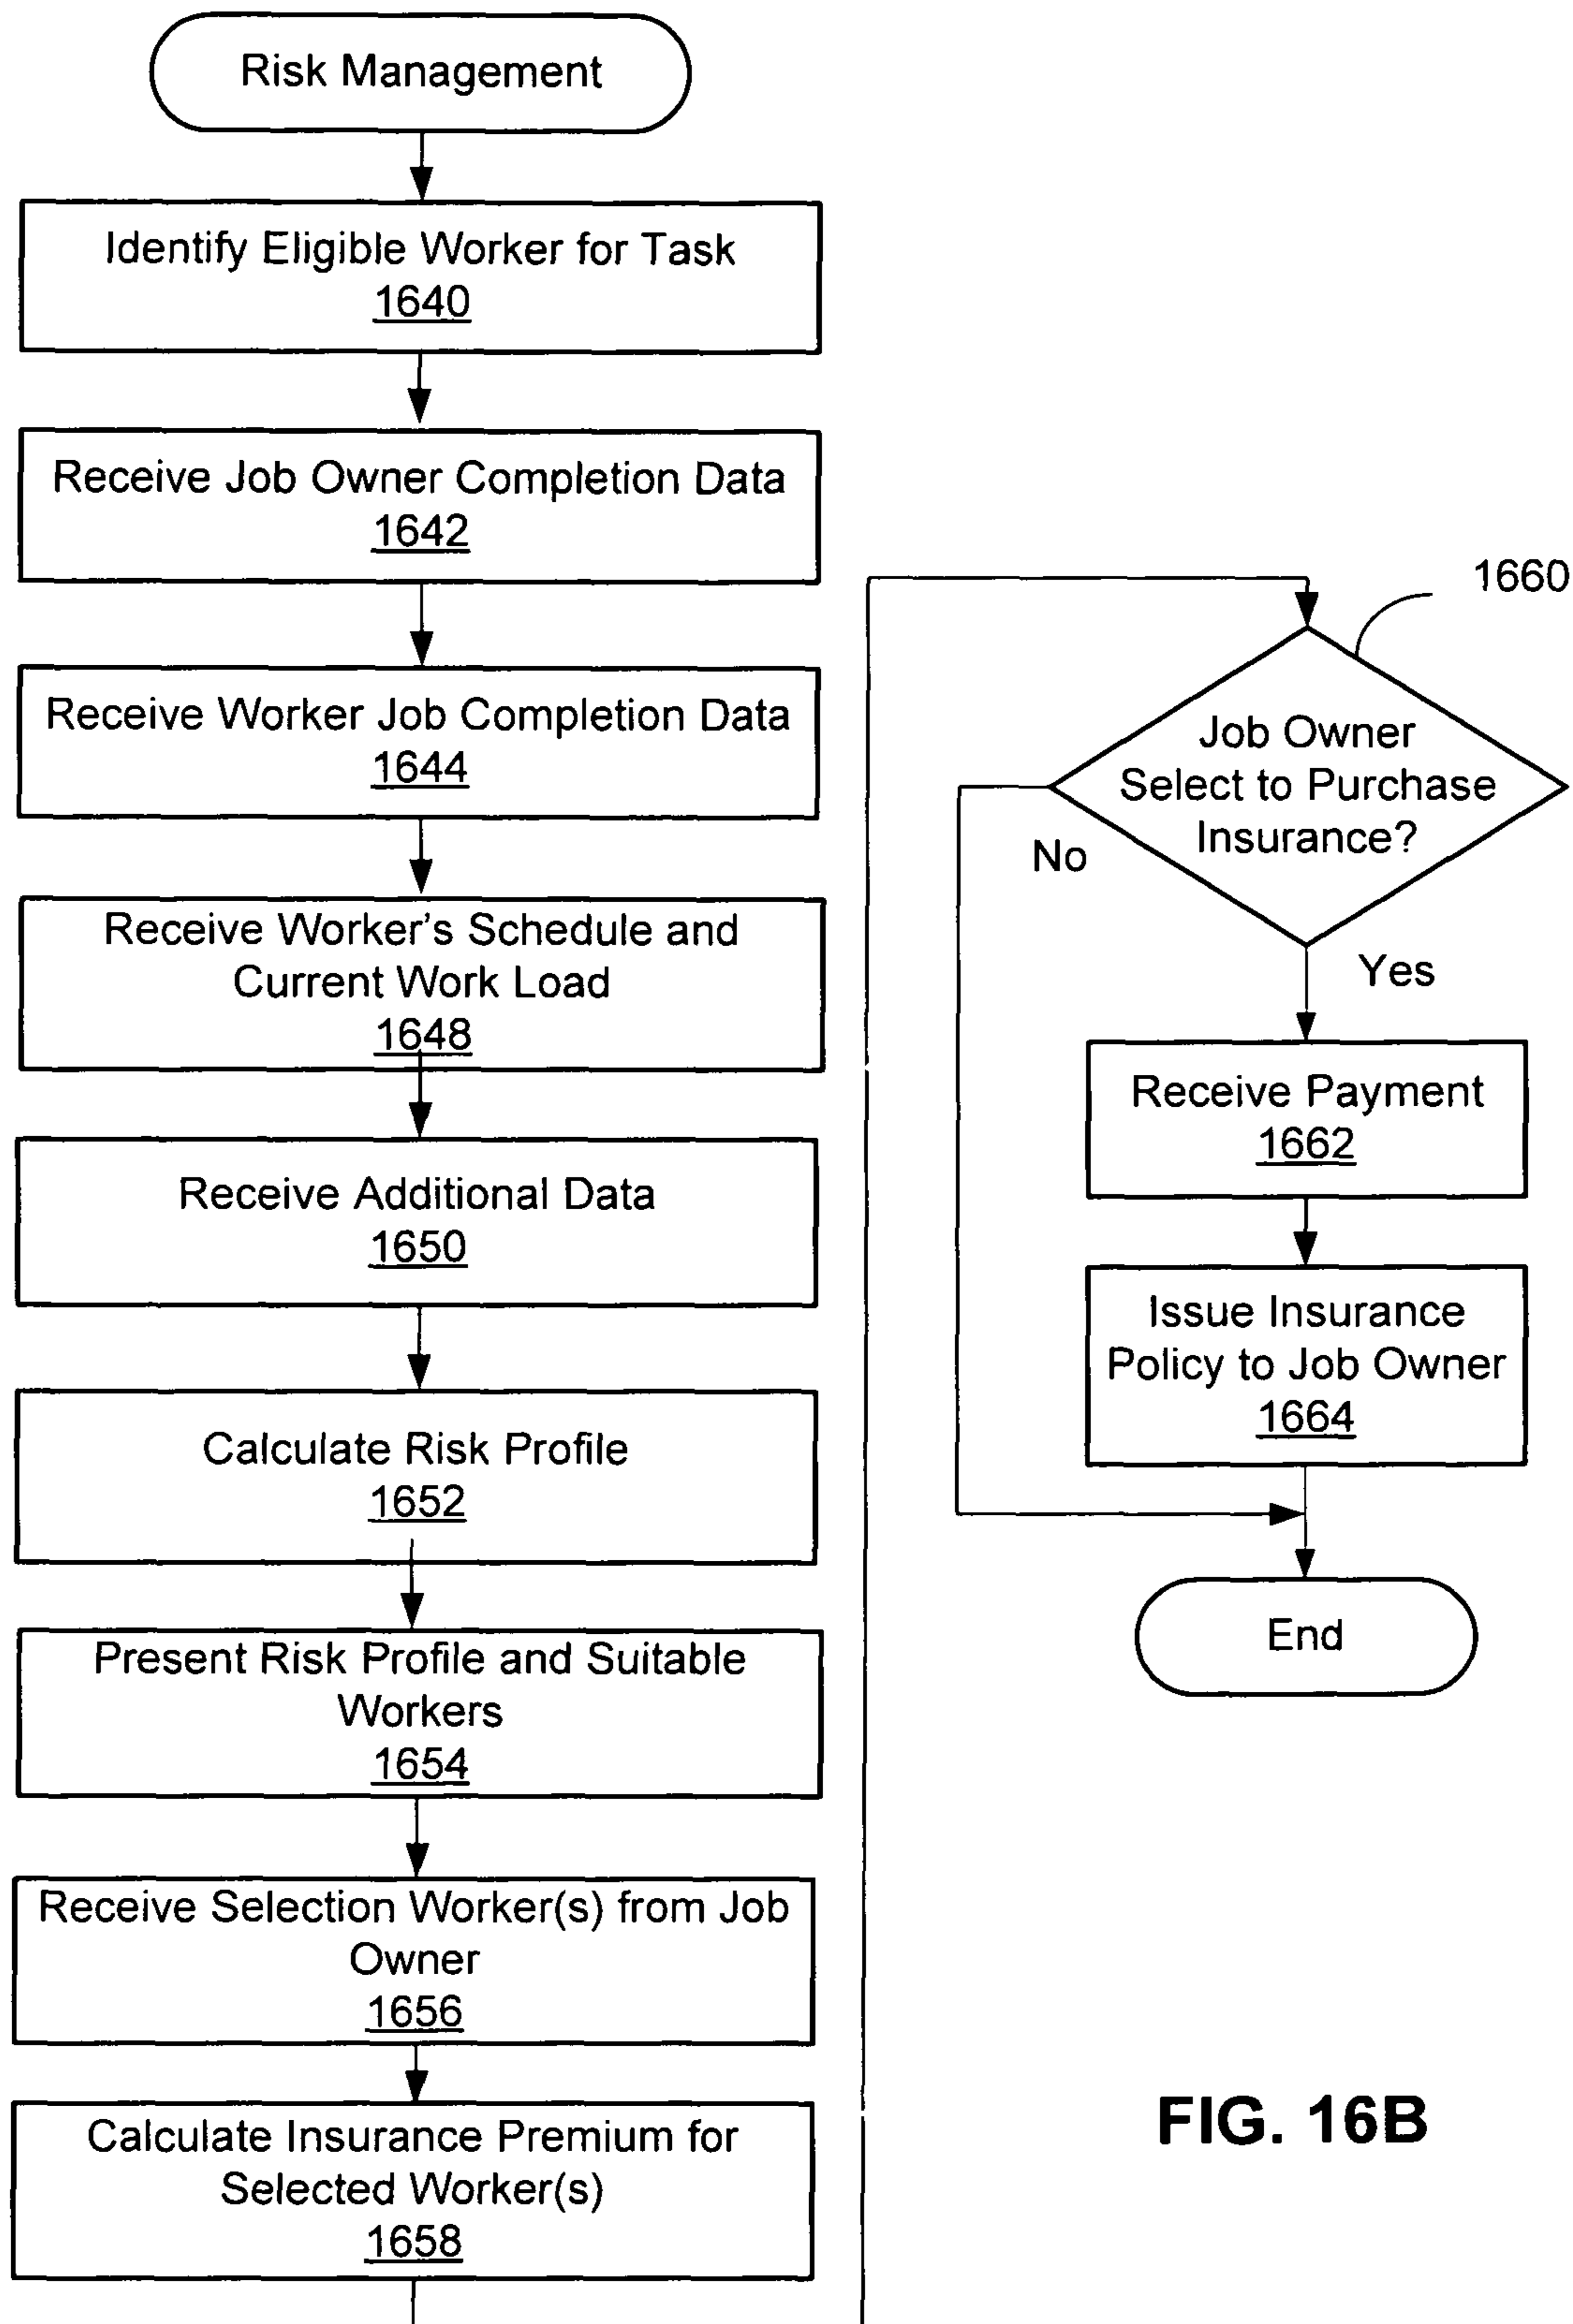 Risk Management
Identify Eligible Worker for Task
1640
Receive Job Owner Completion Data
1642
Receive Worker Job Completion Data
1644
Receive Worker's Schedule and
Current Work Load
1648
Receive Additional Data
1650
Calculate Risk Profile
1652
Present Risk Profile and Suitable
Workers
1654
Receive Selection Worker(s) from Job
Owner
1656
Calculate Insurance Premium for
Selected Worker(s)
1658
1660
Job Owner
Select to Purchase
Insurance?
No
Yes
Receive Payment
1662
Issue Insurance
Policy to Job Owner
1664
End
FIG. 16B